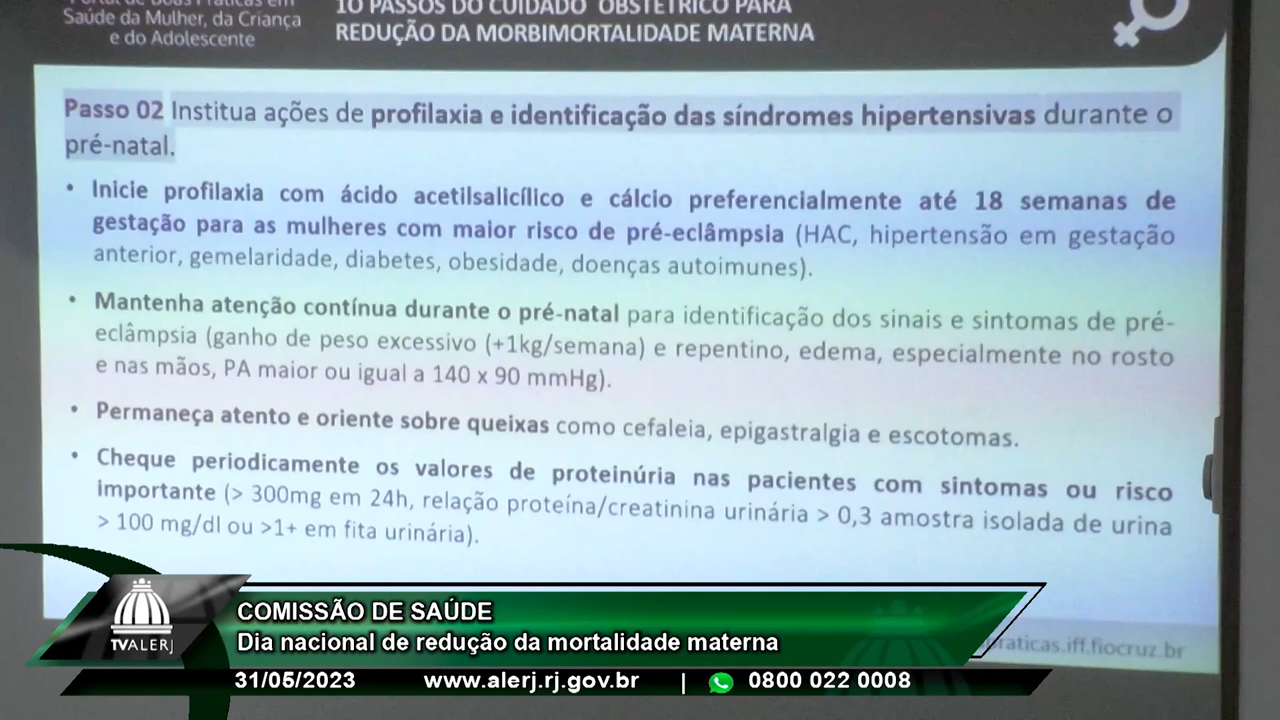 Portal de Boas Práticas em
Saúde da Mulher, da Criança
e do Adolescente
10 PASSOS DO CUIDADO OBSTÉTRICO PARA
REDUÇÃO DA MORBIMORTALIDADE MATERNA
Passo 02 Institua ações de profilaxia e identificação das síndromes hipertensivas durante o
pré-natal.
• Inicie profilaxia com ácido acetilsalicílico e cálcio preferencialmente até 18 semanas de
gestação para as mulheres com maior risco de pré-eclâmpsia (HAC, hipertensão em gestação
anterior, gemelaridade, diabetes, obesidade, doenças autoimunes).
• Mantenha atenção contínua durante o pré-natal para identificação dos sinais e sintomas de pré-
eclâmpsia (ganho de peso excessivo (+1kg/semana) e repentino, edema, especialmente no rosto
e nas mãos, PA maior ou igual a 140 x 90 mmHg).
• Permaneça atento e oriente sobre queixas como cefaleia, epigastralgia e escotomas.
• Cheque periodicamente os valores de proteinúria nas pacientes com sintomas ou risco
importante (> 300mg em 24h, relação proteína/creatinina urinária > 0,3 amostra isolada de urina
> 100 mg/dl ou >1+ em fita urinária).
praticas.iff.fiocruz.br
TVALERJ
COMISSÃO DE SAÚDE
Dia nacional de redução da mortalidade materna
31/05/2023 www.alerj.rj.gov.br | 0800 022 0008